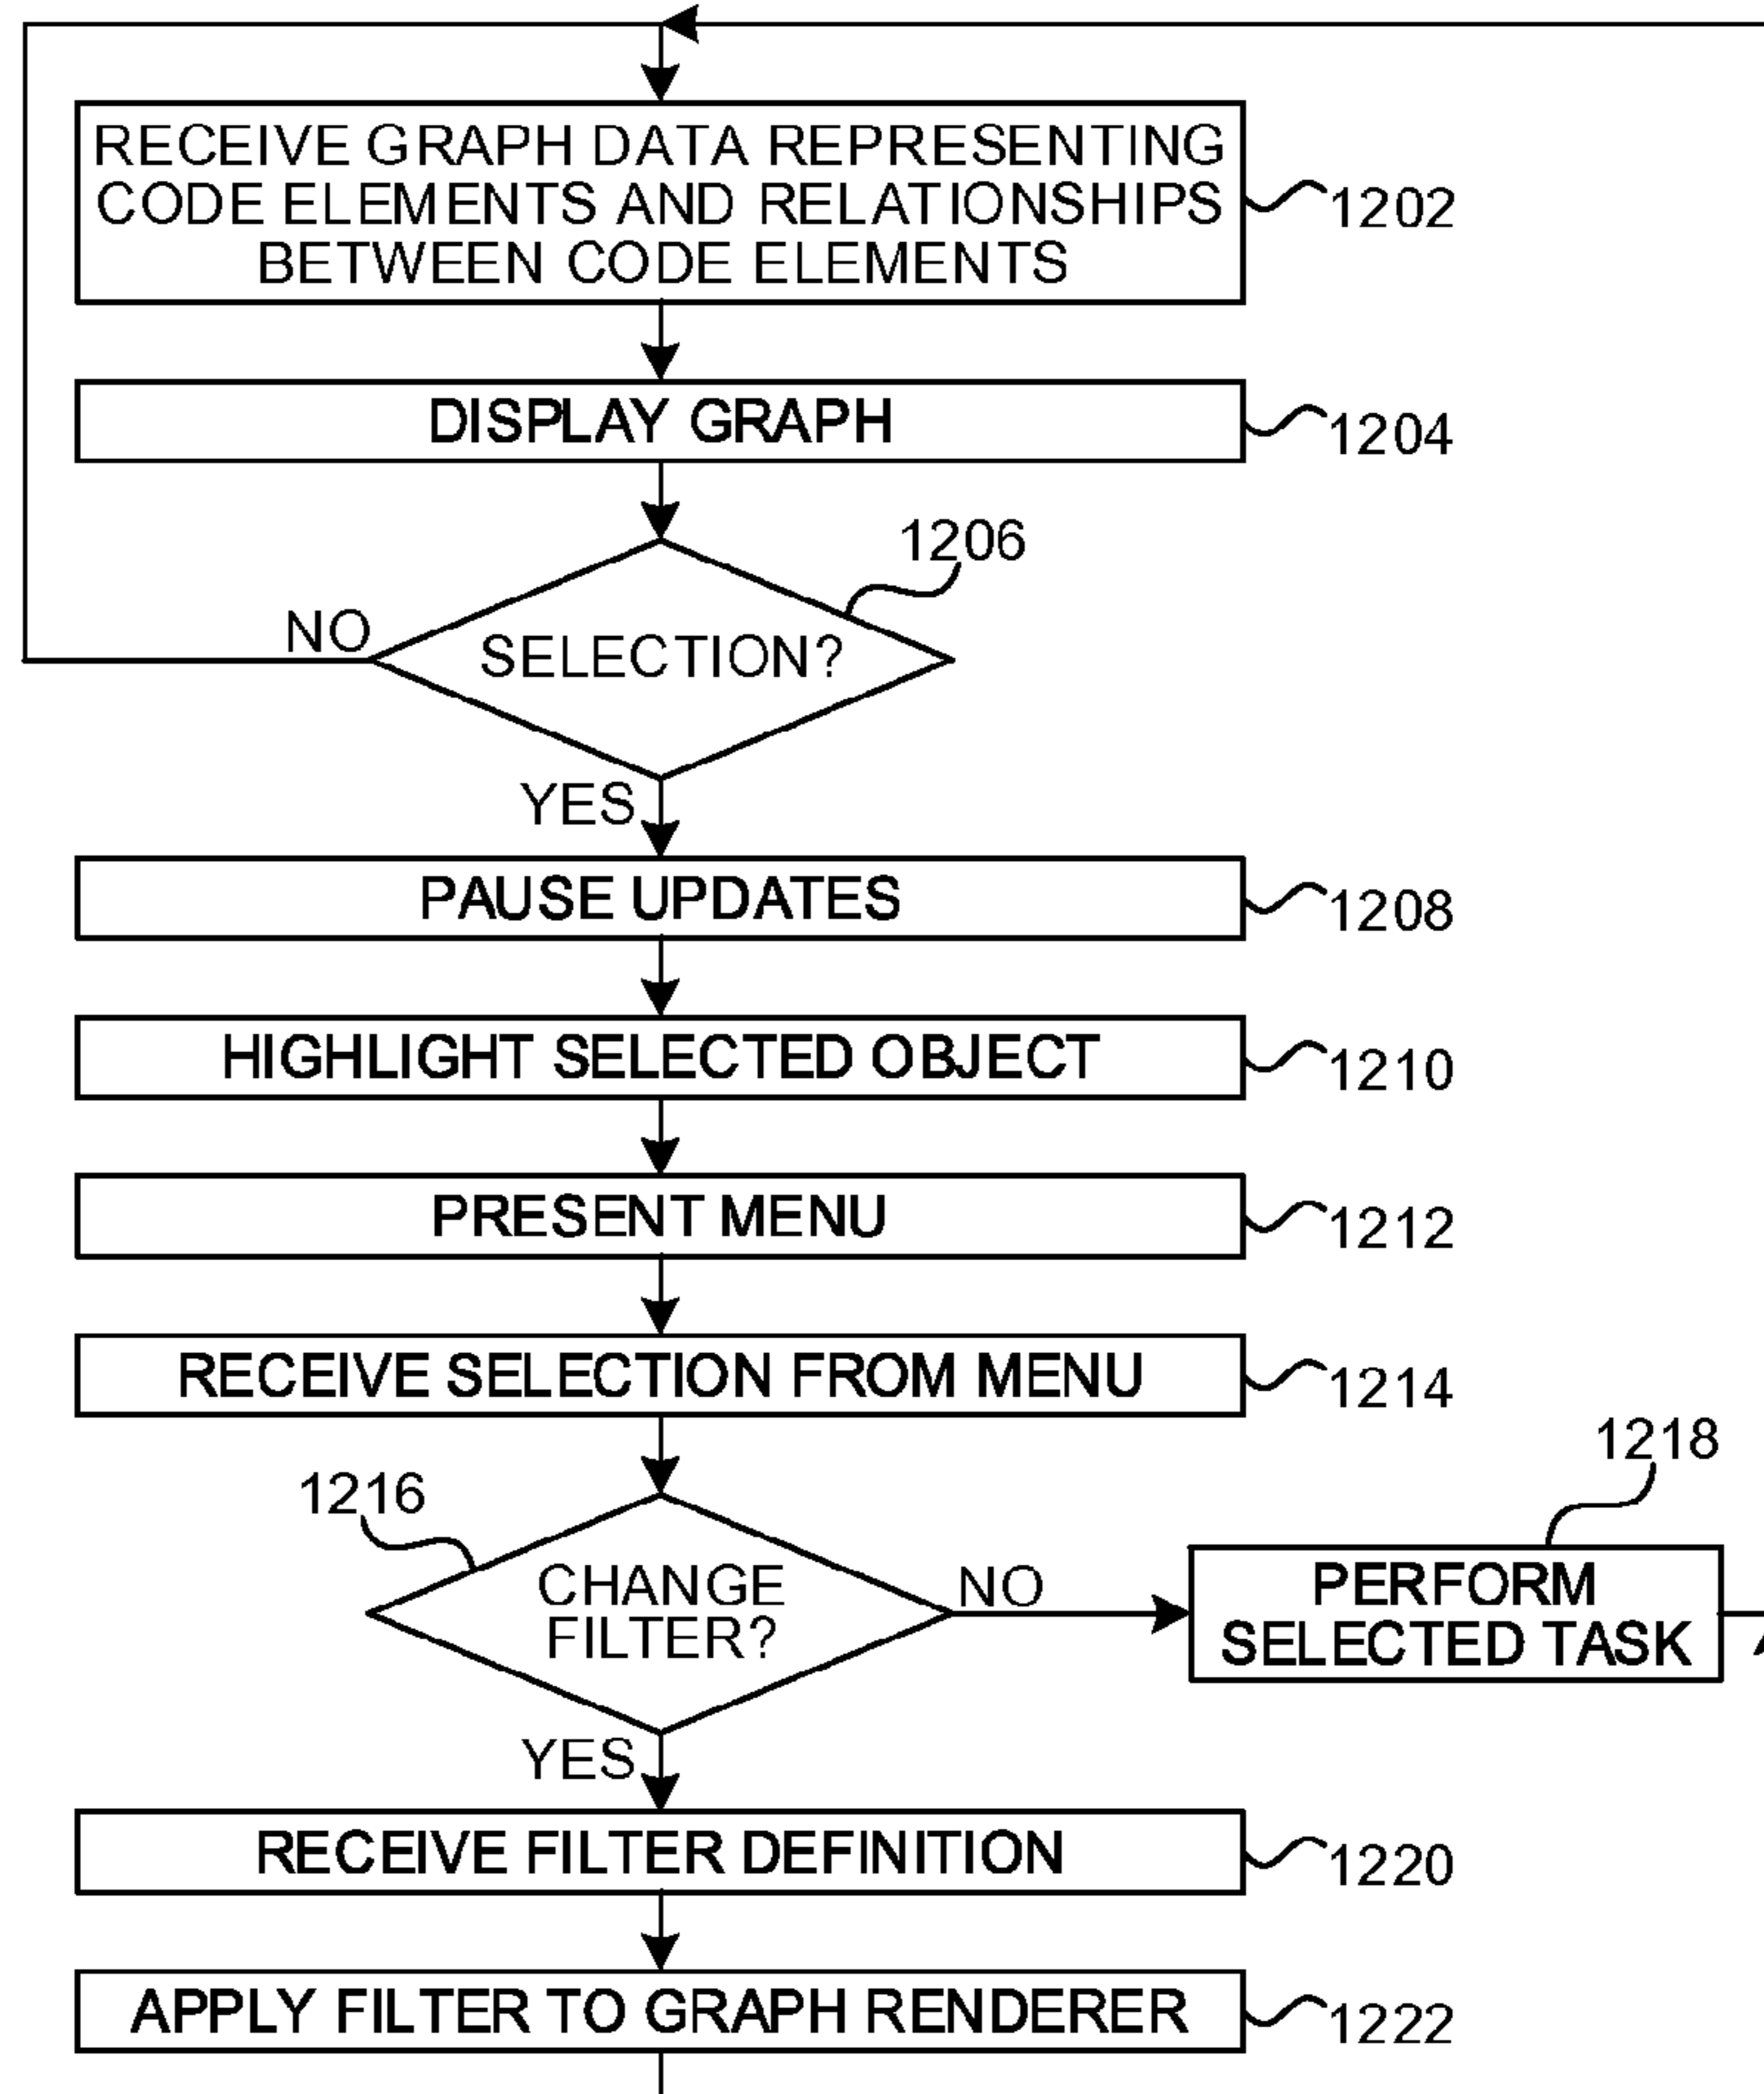 RECEIVE GRAPH DATA REPRESENTING
CODE ELEMENTS AND RELATIONSHIPS
BETWEEN CODE ELEMENTS
1202
DISPLAY GRAPH
1204
1206
NO
SELECTION?
YES
PAUSE UPDATES
1208
HIGHLIGHT SELECTED OBJECT
1210
PRESENT MENU
1212
RECEIVE SELECTION FROM MENU
1214
1216
1218
CHANGE
FILTER?
NO
PERFORM
SELECTED TASK
YES
RECEIVE FILTER DEFINITION
1220
APPLY FILTER TO GRAPH RENDERER
1222